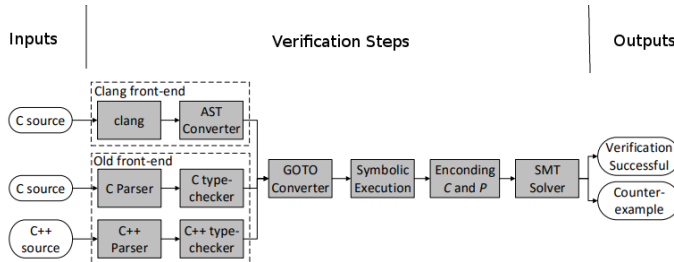 Inputs
Verification Steps
Outputs
Clang front-end
C source
clang
AST
Converter
Old front-end
C source
C Parser
C type-
checker
C++
source
C++
Parser
C++ type-
checker
GOTO
Converter
Symbolic
Execution
Enconding
C and P
SMT
Solver
Verification
Successful
Counter-
example